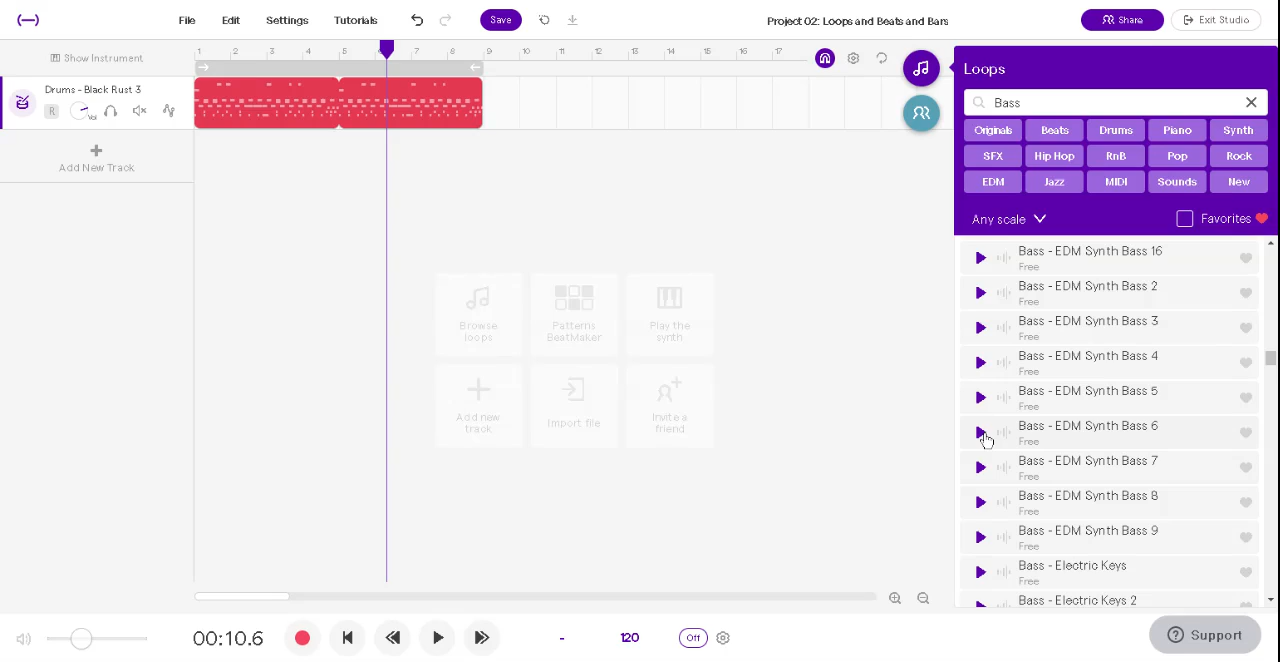 File Edit Settings Tutorials Save Project 02: Loops and Beats and Bars Share Exit Studio
Show Instrument
1 2 3 4 5 6 7 8 9 10 11 12 13 14 15 16 17
Drums - Black Rust 3
R Vol
Add New Track
Browse loops
Patterns BeatMaker
Play the synth
Add new track
Import file
Invite a friend
Loops
Bass
Originals Beats Drums Piano Synth
SFX Hip Hop RnB Pop Rock
EDM Jazz MIDI Sounds New
Any scale Favorites
Bass - EDM Synth Bass 16
Free
Bass - EDM Synth Bass 2
Free
Bass - EDM Synth Bass 3
Free
Bass - EDM Synth Bass 4
Free
Bass - EDM Synth Bass 5
Free
Bass - EDM Synth Bass 6
Free
Bass - EDM Synth Bass 7
Free
Bass - EDM Synth Bass 8
Free
Bass - EDM Synth Bass 9
Free
Bass - Electric Keys
Free
Bass - Electric Keys 2
00:10.6 - 120 Off
Support